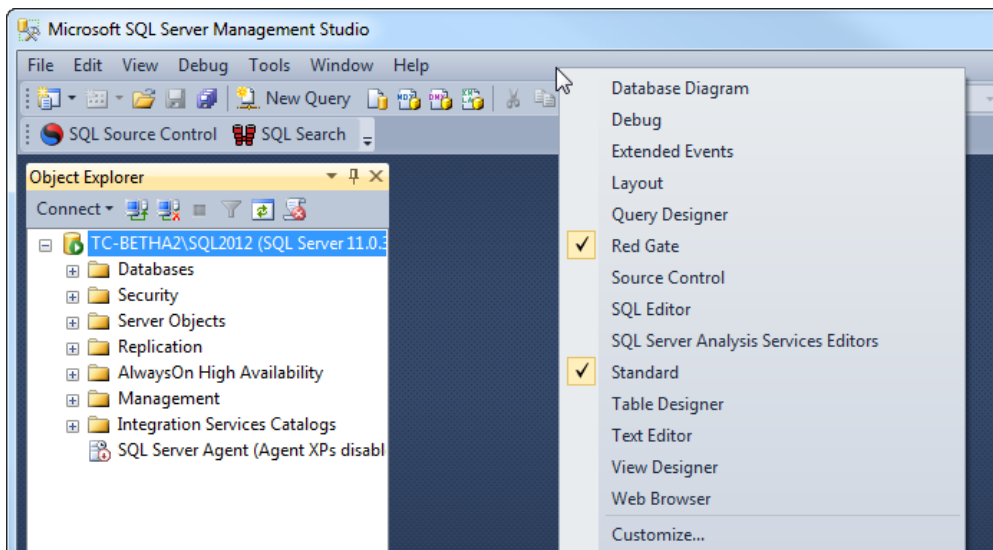 Microsoft SQL Server Management Studio
File Edit View Debug Tools Window Help
New Query
SQL Source Control SQL Search
Object Explorer
Connect
TC-BETHA2\SQL2012 (SQL Server 11.0.3
Databases
Security
Server Objects
Replication
AlwaysOn High Availability
Management
Integration Services Catalogs
SQL Server Agent (Agent XPs disabl
Database Diagram
Debug
Extended Events
Layout
Query Designer
Red Gate
Source Control
SQL Editor
SQL Server Analysis Services Editors
Standard
Table Designer
Text Editor
View Designer
Web Browser
Customize...